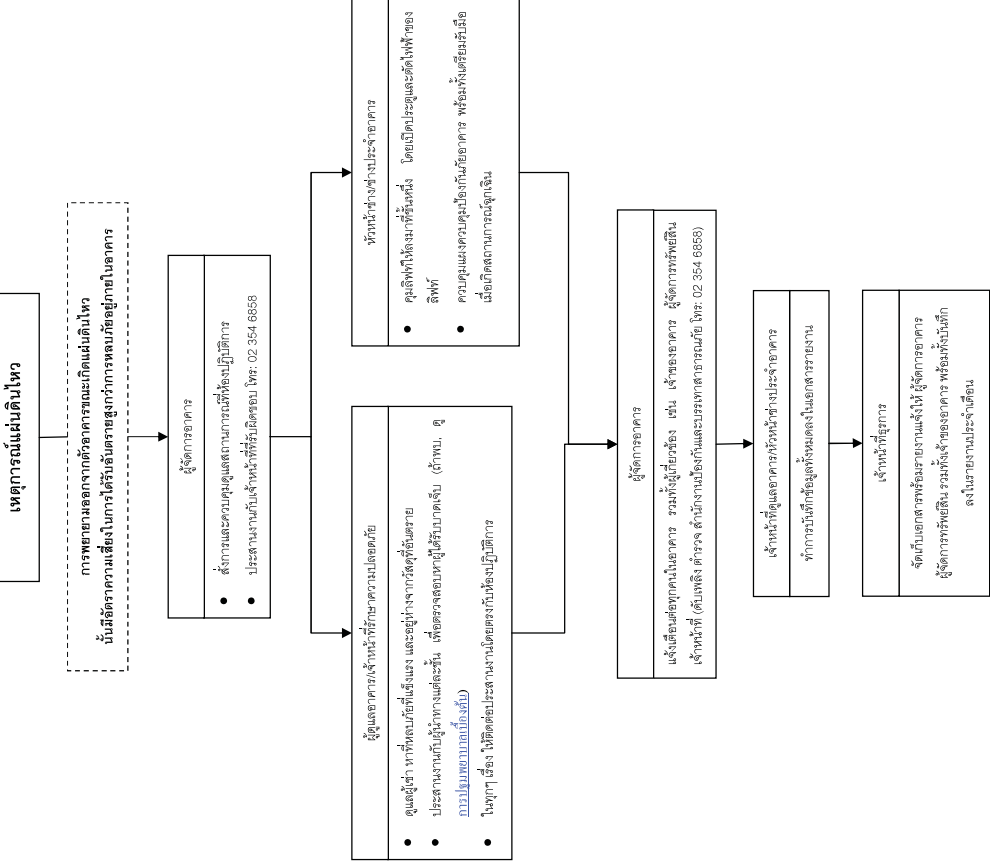 เหตุการณ์แผ่นดินไหว
การพยายามออกจากตัวอาคารขณะเกิดแผ่นดินไหว
นั้นมีอัตราความเสี่ยงในการได้รับอันตรายสูงกว่าการหลบภัยอยู่ภายในอาคาร
ผู้จัดการอาคาร
● สั่งการและควบคุมดูแลสถานการณ์ที่ห้องปฏิบัติการ
● ประสานงานกับเจ้าหน้าที่ที่รับผิดชอบ โทร: 02 354 6858
ผู้ดูแลอาคาร/เจ้าหน้าที่รักษาความปลอดภัย
● ดูแลผู้เช่า หาที่หลบภัยที่แข็งแรง และอยู่ห่างจากวัสดุที่อันตราย
● ประสานงานกับผู้นำทางแต่ละชั้น เพื่อตรวจสอบหาผู้ได้รับบาดเจ็บ (ถ้าพบ. ดู
การปฐมพยาบาลเบื้องต้น)
● ในทุกๆ เรื่อง ให้ติดต่อประสานงานโดยตรงกับห้องปฏิบัติการ
หัวหน้าช่าง/ช่างประจำอาคาร
● คุมลิฟท์ให้ลงมาที่ชั้นหนึ่ง โดยเปิดประตูและตัดไฟฟ้าของ
ลิฟท์
● ควบคุมแผงควบคุมป้องกันภัยอาคาร พร้อมทั้งเตรียมรับมือ
เมื่อเกิดสถานการณ์ฉุกเฉิน
ผู้จัดการอาคาร
แจ้งเตือนต่อทุกคนในอาคาร รวมทั้งผู้เกี่ยวข้อง เช่น เจ้าของอาคาร ผู้จัดการทรัพย์สิน
เจ้าหน้าที่ (ดับเพลิง ตำรวจ สำนักงานป้องกันและบรรเทาสาธารณภัย โทร: 02 354 6858)
เจ้าหน้าที่ดูแลอาคาร/หัวหน้าช่างประจำอาคาร
ทำการบันทึกข้อมูลทั้งหมดลงในเอกสารรายงาน
เจ้าหน้าที่ธุรการ
จัดเก็บเอกสารพร้อมรายงานแจ้งให้ ผู้จัดการอาคาร
ผู้จัดการทรัพย์สิน รวมทั้งเจ้าของอาคาร พร้อมทั้งบันทึก
ลงในรายงานประจำเดือน